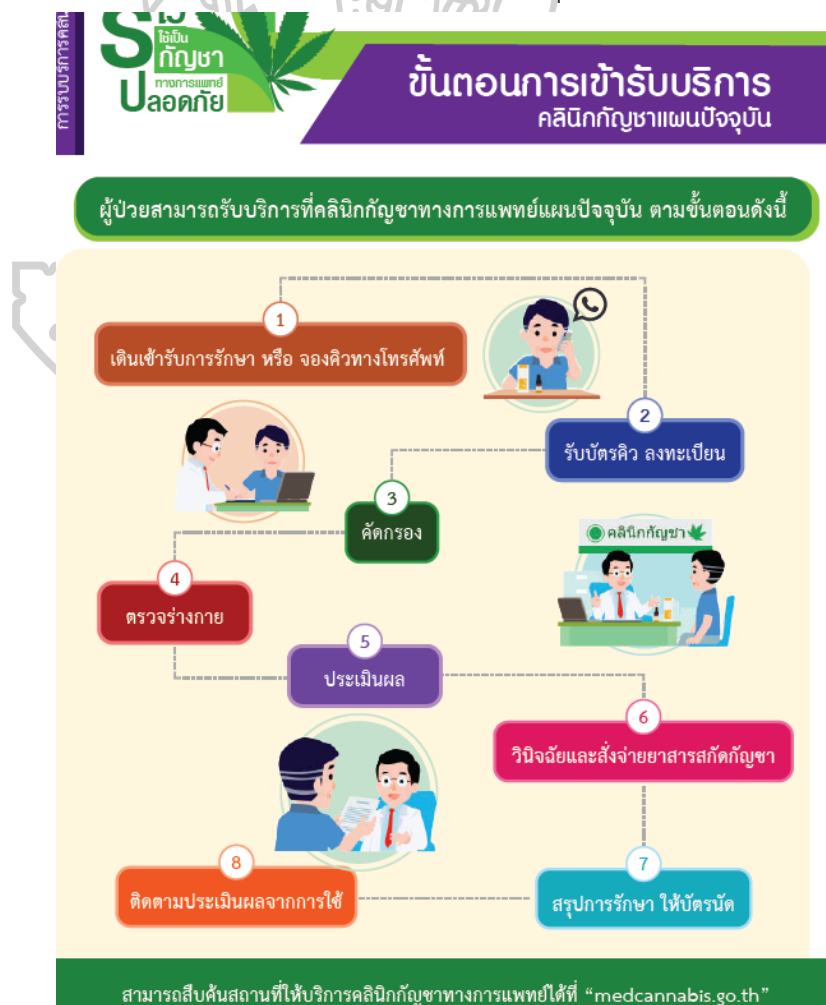 การรับบริการคลิ
ใช้เป็น
กัญชา
ทางการแพทย์
ปลอดภัย
ขั้นตอนการเข้ารับบริการ
คลินิกกัญชาแผนปัจจุบัน
ผู้ป่วยสามารถรับบริการที่คลินิกกัญชาทางการแพทย์แผนปัจจุบัน ตามขั้นตอนดังนี้
1
เดินเข้ารับการรักษา หรือ จองคิวทางโทรศัพท์
2
รับบัตรคิว ลงทะเบียน
3
คัดกรอง
คลินิกกัญชา
4
ตรวจร่างกาย
5
ประเมินผล
6
วินิจฉัยและสั่งจ่ายยาสารสกัดกัญชา
7
สรุปการรักษา ให้บัตรนัด
8
ติดตามประเมินผลจากการใช้
สามารถสืบค้นสถานที่ให้บริการคลินิกกัญชาทางการแพทย์ได้ที่ “medcannabis.go.th”